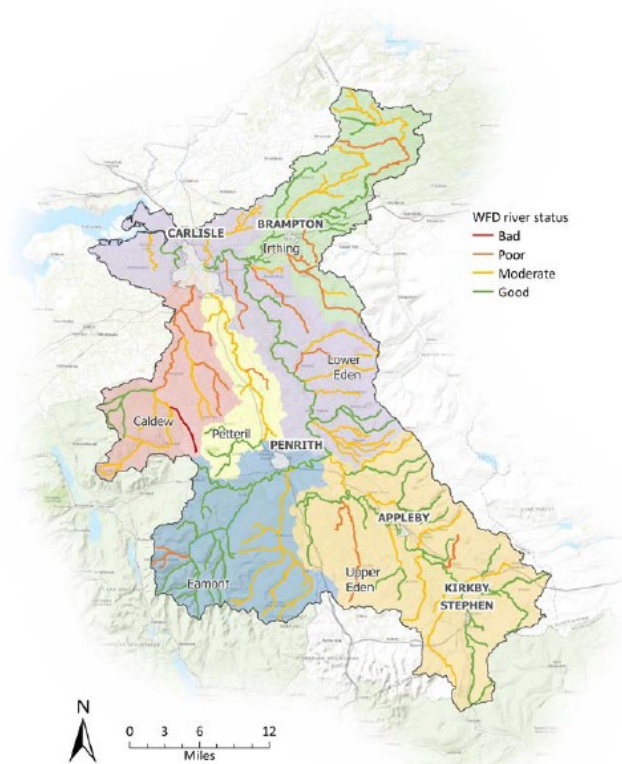 WFD river status
Bad
Poor
Moderate
Good
BRAMPTON
CARLISLE
Irthing
Lower
Eden
Caldew
Petteril
PENRITH
APPLEBY
Eamont
Upper
Eden
KIRKBY
STEPHEN
N
0 3 6 12
Miles